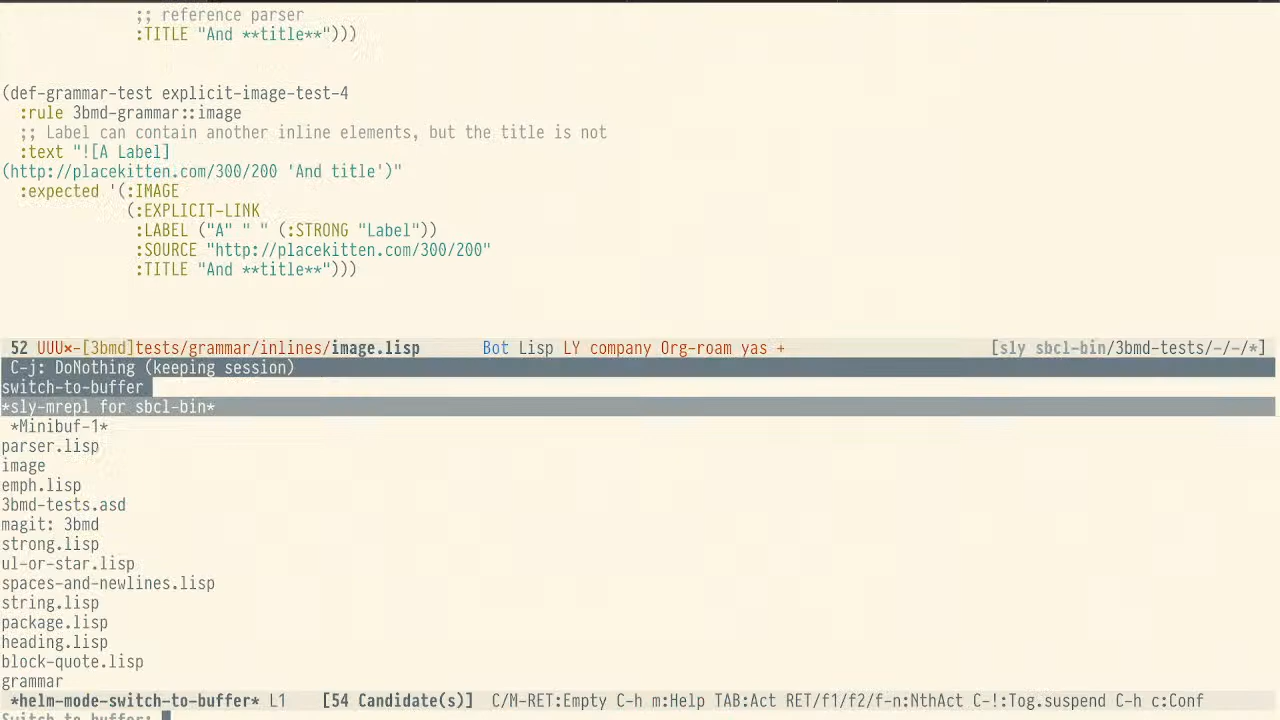 ;; reference parser
:TITLE "And **title**")))
(def-grammar-test explicit-image-test-4
:rule 3bmd-grammar::image
;; Label can contain another inline elements, but the title is not
:text "![A Label]
(http://placekitten.com/300/200 'And title')"
:expected '(:IMAGE
(:EXPLICIT-LINK
:LABEL ("A" " " (:STRONG "Label"))
:SOURCE "http://placekitten.com/300/200"
:TITLE "And **title**")))
52 UUU×-[3bmd]tests/grammar/inlines/image.lisp Bot Lisp LY company Org-roam yas + [sly sbcl-bin/3bmd-tests/-/-/*]
C-j: DoNothing (keeping session)
switch-to-buffer
*sly-mrepl for sbcl-bin*
*Minibuf-1*
parser.lisp
image
emph.lisp
3bmd-tests.asd
magit: 3bmd
strong.lisp
ul-or-star.lisp
spaces-and-newlines.lisp
string.lisp
package.lisp
heading.lisp
block-quote.lisp
grammar
*helm-mode-switch-to-buffer* L1 [54 Candidate(s)] C/M-RET:Empty C-h m:Help TAB:Act RET/f1/f2/f-n:NthAct C-!:Tog.suspend C-h c:Conf
Switch to buffer: